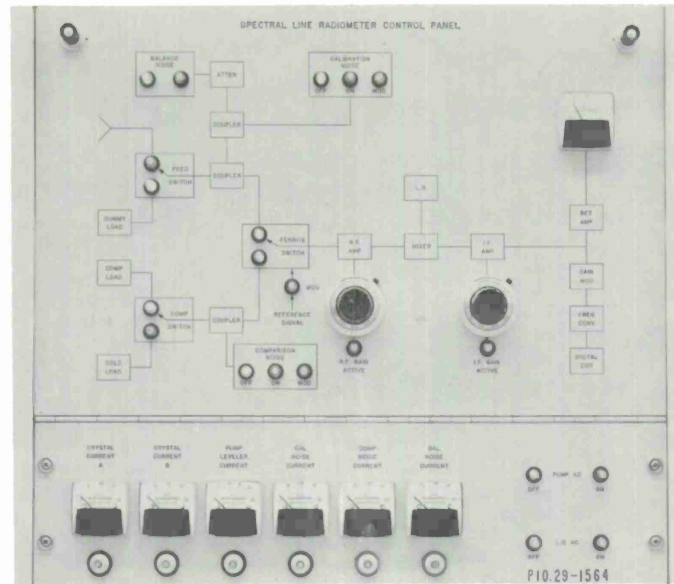 SPECTRAL LINE RADIOMETER CONTROL PANEL
BALANCE
NOISE
ATTEN
CALIBRATION
NOISE
OFF ON MOD
COUPLER
COUPLER
FEED
SWITCH
DUMMY
LOAD
L.O.
FERRITE
SWITCH
R.F.
AMP
MIXER
I.F.
AMP
DET
AMP
COMP
LOAD
MOD
GAIN
MOD
REFERENCE
SIGNAL
COMP
SWITCH
COUPLER
FREQ
CONV
COLD
LOAD
COMPARISON
NOISE
OFF ON MOD
R.F. GAIN
ACTIVE
I.F. GAIN
ACTIVE
DIGITAL
OUT
CRYSTAL
CURRENT
A
CRYSTAL
CURRENT
B
PUMP
LEVELLER
CURRENT
CAL
NOISE
CURRENT
COMP
NOISE
CURRENT
BAL
NOISE
CURRENT
PUMP AC
OFF ON
L.O. AC
OFF ON
P10.29-1564